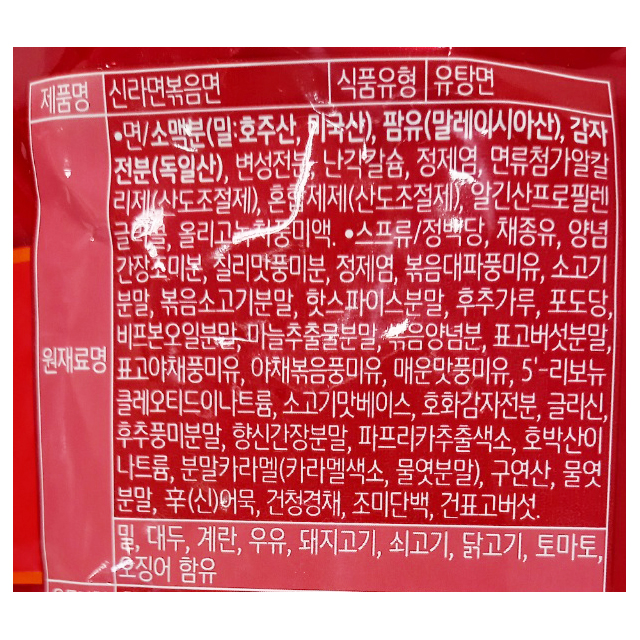 제품명 신라면볶음면 식품유형 유탕면
•면/소맥분(밀:호주산, 미국산), 팜유(말레이시아산), 감자
전분(독일산), 변성전분, 난각칼슘, 정제염, 면류첨가알칼
리제(산도조절제), 혼합제제(산도조절제), 알긴산프로필렌
글리콜, 올리고녹차풍미액. •스프류/정백당, 채종유, 양념
간장조미분, 칠리맛풍미분, 정제염, 볶음대파풍미유, 소고기
분말, 볶음소고기분말, 핫스파이스분말, 후추가루, 포도당,
비프본오일분말, 마늘추출물분말, 볶음양념분, 표고버섯분말,
원재료명 표고야채풍미유, 야채볶음풍미유, 매운맛풍미유, 5'-리보뉴
클레오티드이나트륨, 소고기맛베이스, 호화감자전분, 글리신,
후추풍미분말, 향신간장분말, 파프리카추출색소, 호박산이
나트륨, 분말카라멜(카라멜색소, 물엿분말), 구연산, 물엿
분말, 후(신)어묵, 건청경채, 조미단백, 건표고버섯.
밀, 대두, 계란, 우유, 돼지고기, 쇠고기, 닭고기, 토마토,
오징어 함유